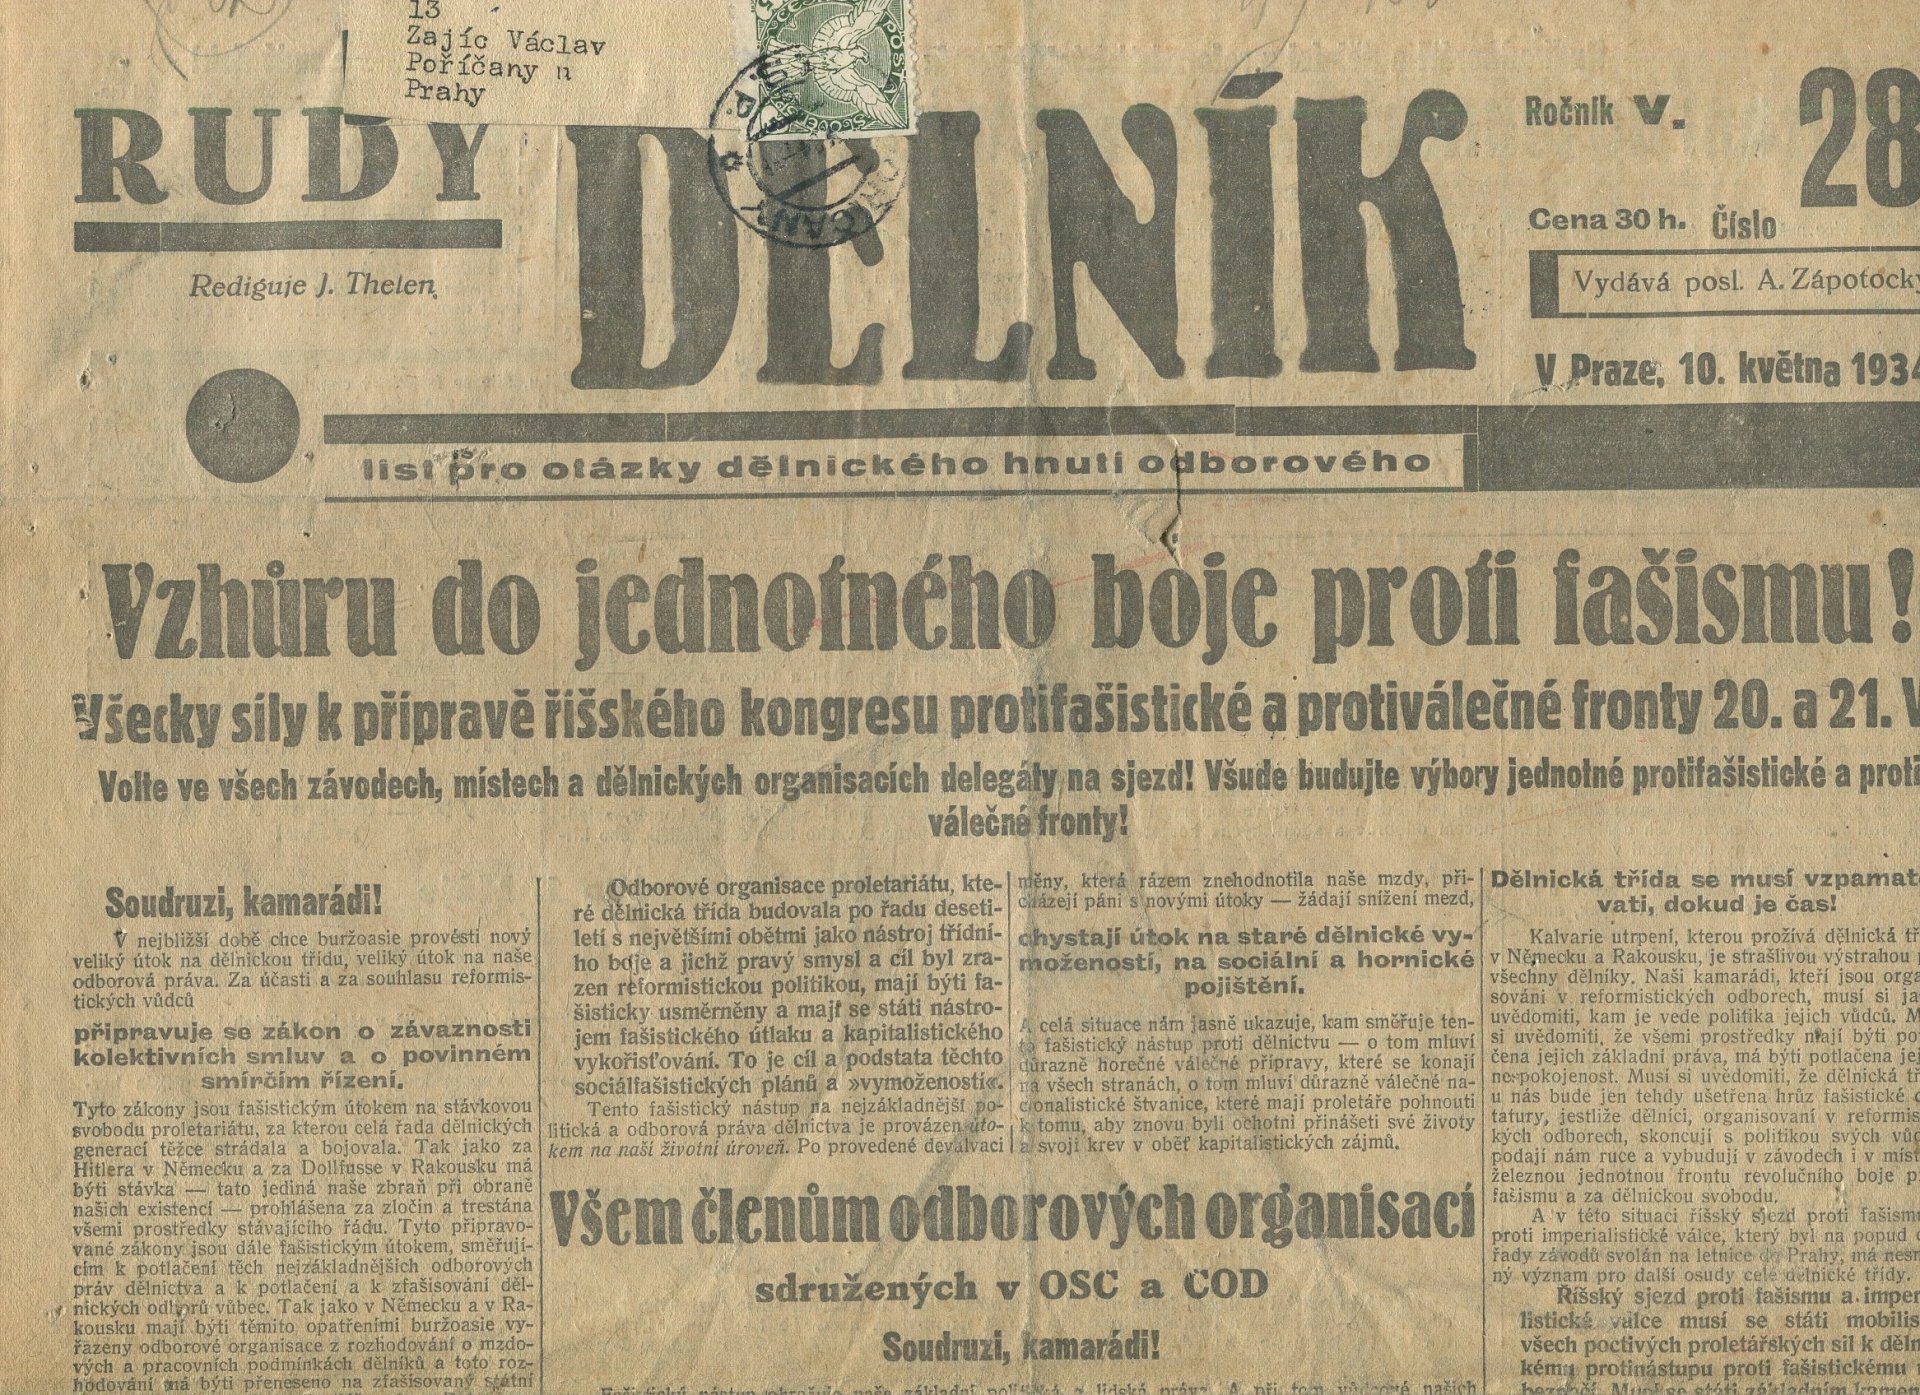 13
Zajíc Václav
Poříčany u
Prahy
RUDÝ
DĚLNÍK
Rediguje J. Thelen.
Ročník V.
Cena 30 h. Číslo 28
Vydává posl. A. Zápotocký
V Praze, 10. května 1934
list pro otázky dělnického hnutí odborového
Vzhůru do jednotného boje proti fašismu!
Všecky síly k přípravě říšského kongresu protifašistické a protiválečné fronty 20. a 21. V
Volte ve všech závodech, místech a dělnických organisacích delegáty na sjezd! Všude budujte výbory jednotné protifašistické a proti
válečné fronty!
Soudruzi, kamarádi!
V nejbližší době chce buržoasie provésti nový
veliký útok na dělnickou třídu, veliký útok na naše
odborová práva. Za účasti a za souhlasu reformis-
tických vůdců
připravuje se zákon o závaznosti
kolektivních smluv a o povinném
smírčím řízení.
Tyto zákony jsou fašistickým útokem na stávkovou
svobodu proletariátu, za kterou celá řada dělnických
generací těžce strádala a bojovala. Tak jako za
Hitlera v Německu a za Dollfusse v Rakousku má
býti stávka — tato jediná naše zbraň při obraně
našich existencí — prohlášena za zločin a trestána
všemi prostředky stávajícího řádu. Tyto připravo-
vané zákony jsou dále fašistickým útokem, směřují-
cím k potlačení těch nejzákladnějších odborových
práv dělnictva a k potlačení a k zfašisování děl-
nických odborů vůbec. Tak jako v Německu a v Ra-
kousku mají býti těmito opatřeními buržoasie vy-
řazeny odborové organisace z rozhodování o mzdo-
vých a pracovních podmínkách dělníků a toto roz-
hodování má býti přeneseno na zfašisovaný státní
Odborové organisace proletariátu, kte-
ré dělnická třída budovala po řadu deseti-
letí s největšími obětmi jako nástroj třídní-
ho boje a jichž pravý smysl a cíl byl zra-
zen reformistickou politikou, mají býti fa-
šisticky usměrněny a mají se státi nástro-
jem fašistického útlaku a kapitalistického
vykořisťování. To je cíl a podstata těchto
sociálfašistických plánů a »vymožeností«.
Tento fašistický nástup na nejzákladnější po-
litická a odborová práva dělnictva je provázen úto-
kem na naši životní úroveň. Po provedené devalvaci
měny, která rázem znehodnotila naše mzdy, při-
cházejí páni s novými útoky — žádají snížení mezd,
chystají útok na staré dělnické vy-
moženosti, na sociální a hornické
pojištění.
A celá situace nám jasně ukazuje, kam směřuje ten-
to fašistický nástup proti dělnictvu — o tom mluví
důrazně horečné válečné přípravy, které se konají
na všech stranách, o tom mluví důrazně válečné na-
cionalistické štvanice, které mají proletáře pohnouti
k tomu, aby znovu byli ochotni přinášeti své životy
a svoji krev v oběť kapitalistických zájmů.
Všem členům odborových organisací
sdružených v OSČ a ČOD
Soudruzi, kamarádi!
Fašistický nástup ohrožuje naše základní politická a lidská práva. A při tom vůdcové našich
Dělnická třída se musí vzpamato
vati, dokud je čas!
Kalvarie utrpení, kterou prožívá dělnická tř
v Německu a Rakousku, je strašlivou výstrahou p
všechny dělníky. Naši kamarádi, kteří jsou orga
sováni v reformistických odborech, musí si ja
uvědomiti, kam je vede politika jejich vůdců. M
si uvědomiti, že všemi prostředky mají býti po
čena jejich základní práva, má býti potlačena jej
nespokojenost. Musí si uvědomiti, že dělnická tř
u nás bude jen tehdy ušetřena hrůz fašistické d
tatury, jestliže dělníci, organisovaní v reformis
kých odborech, skoncují s politikou svých vůd
podají nám ruce a vybudují v závodech i v míst
železnou jednotnou frontu revolučního boje p
fašismu a za dělnickou svobodu.
A v této situaci říšský sjezd proti fašismu
proti imperialistické válce, který byl na popud c
řady závodů svolán na letnice do Prahy, má nesm
ný význam pro další osudy celé dělnické třídy.
Říšský sjezd proti fašismu a imper
listické válce musí se státi mobilis
všech poctivých proletářských sil k děln
kému protinástupu proti fašistickému n